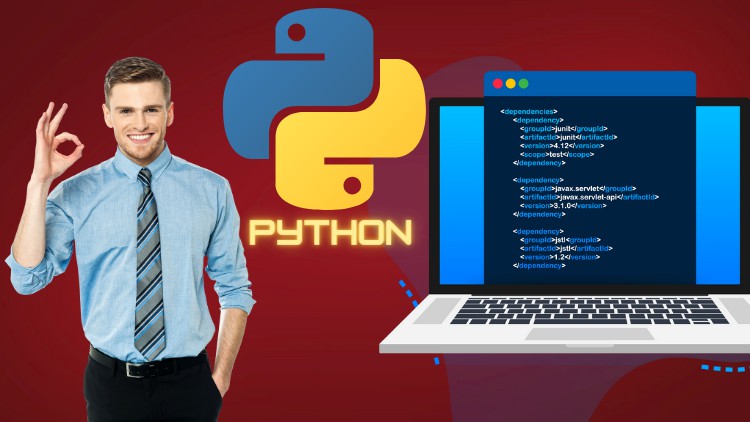 PYTHON
<dependencies>
<dependency>
<groupId>junit</groupId>
<artifactId>junit</artifactId>
<version>4.12</version>
<scope>test</scope>
</dependency>
<dependency>
<groupId>javax.servlet</groupId>
<artifactId>javax.servlet-api</artifactId>
<version>3.1.0</version>
</dependency>
<dependency>
<groupId>jstl<groupId>
<artifactId>jstl</artifactId>
<version>1.2</version>
</dependency>